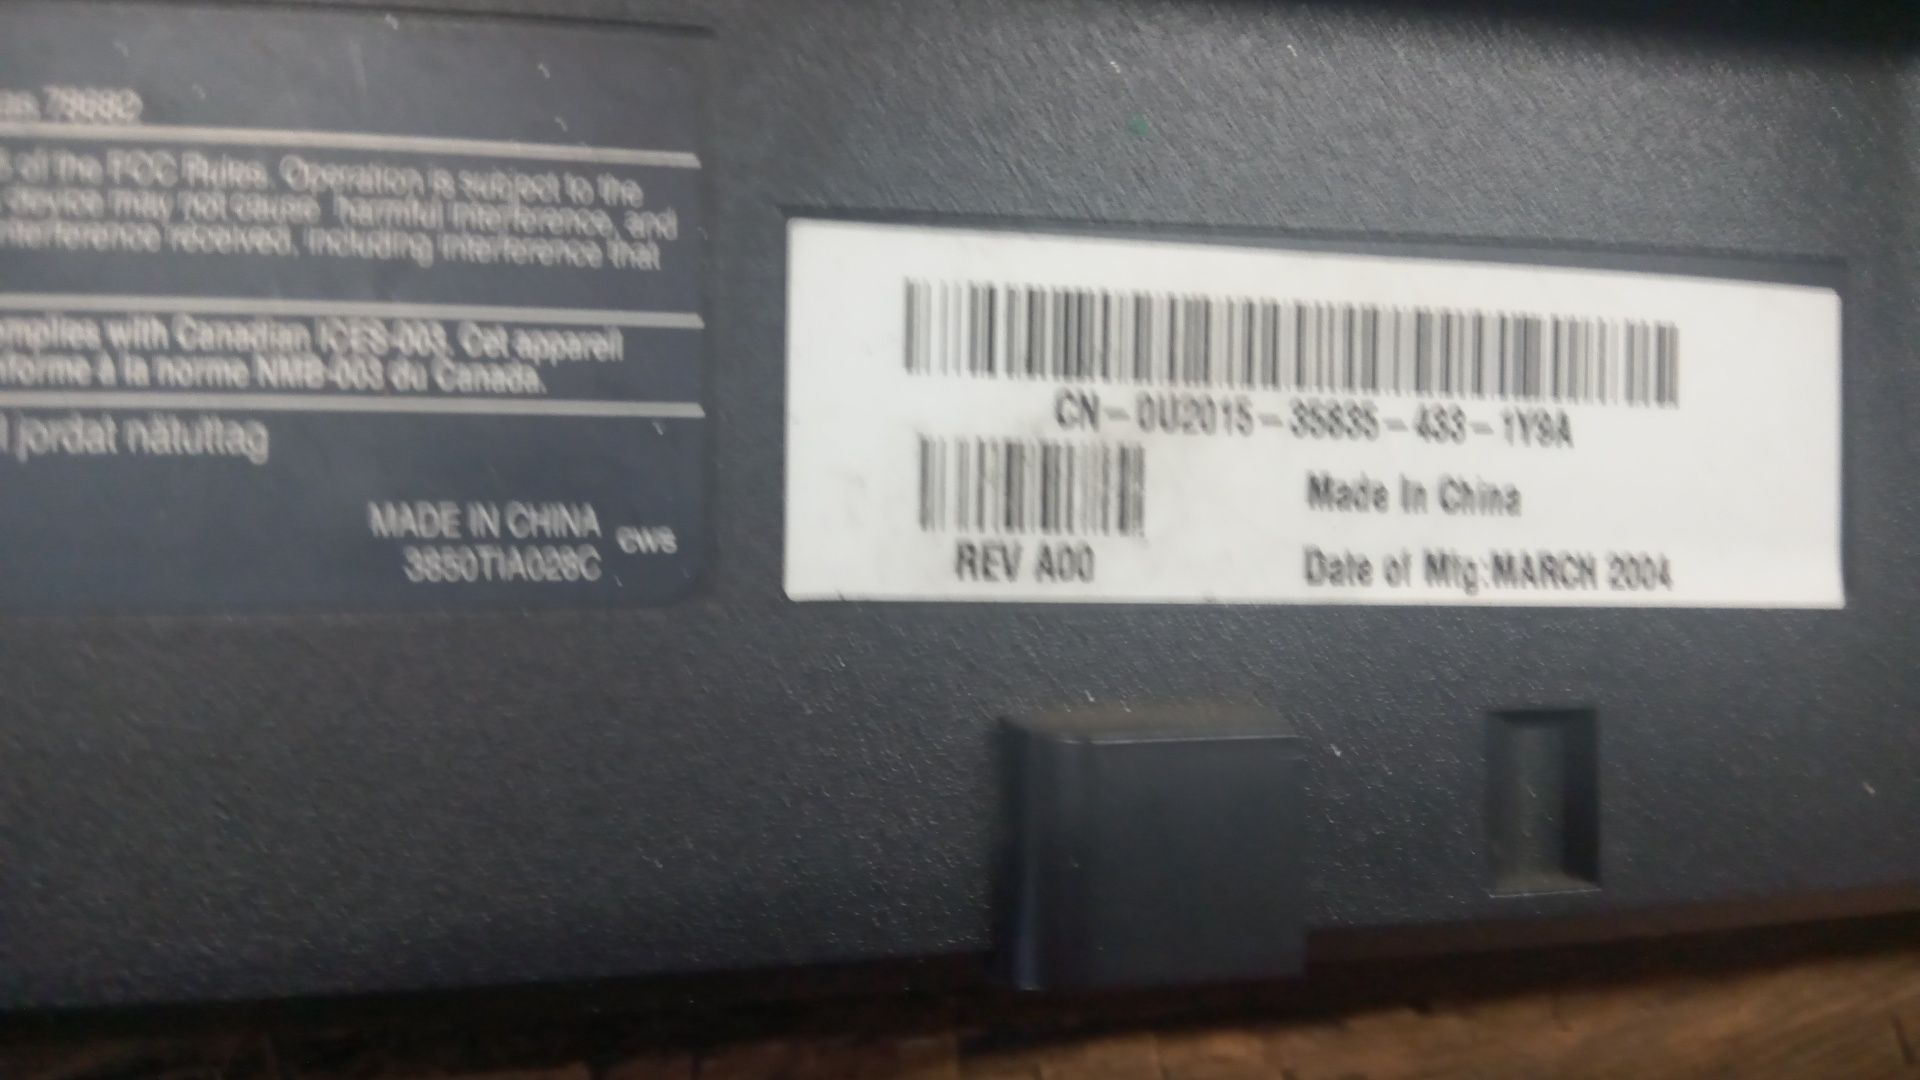 78682
of the FCC Rules. Operation is subject to the
device may not cause harmful interference, and
interference received, including interference that
complies with Canadian ICES-003. Cet appareil
conforme à la norme NMB-003 du Canada.
jordat nätuttag
MADE IN CHINA
3850TIA028C
CN-0U2015-35835-433-1Y9A
Made In China
REV A00
Date of Mfg:MARCH 2004